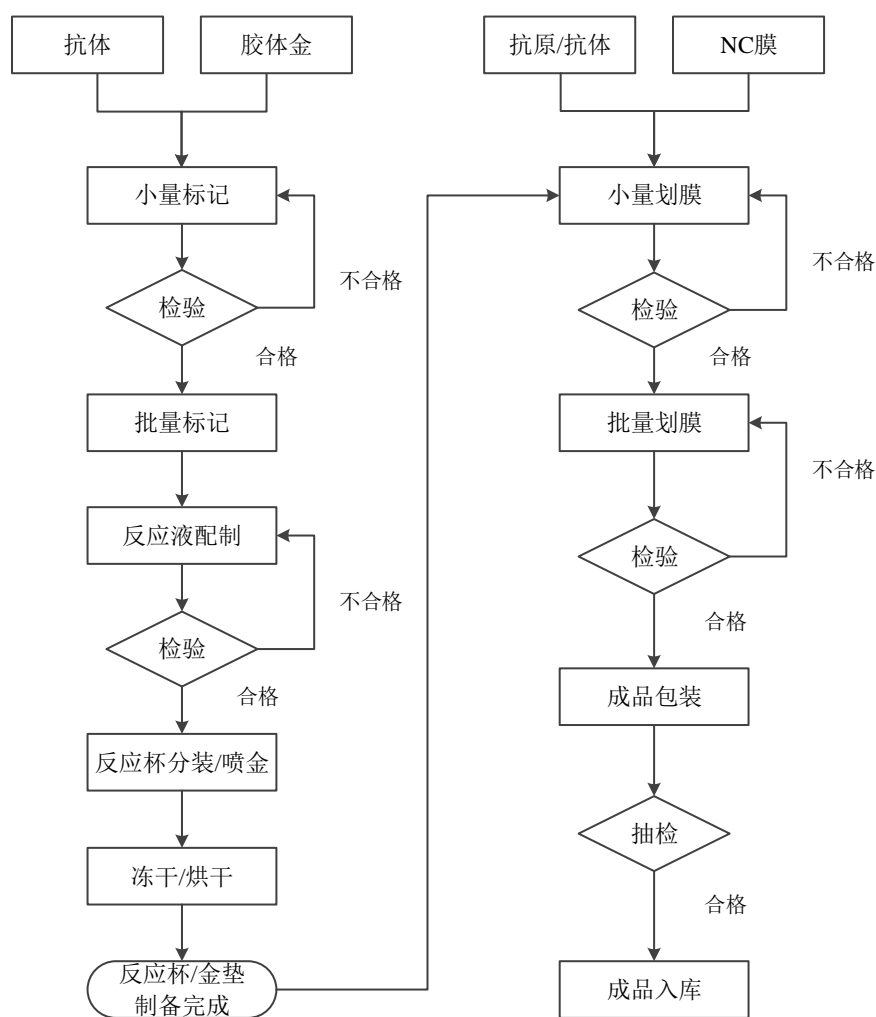 抗体
胶体金
小量标记
检验
不合格
合格
批量标记
反应液配制
不合格
检验
合格
反应杯分装/喷金
冻干/烘干
反应杯/金垫
制备完成
抗原/抗体
NC膜
小量划膜
不合格
检验
合格
批量划膜
不合格
检验
合格
成品包装
抽检
合格
成品入库